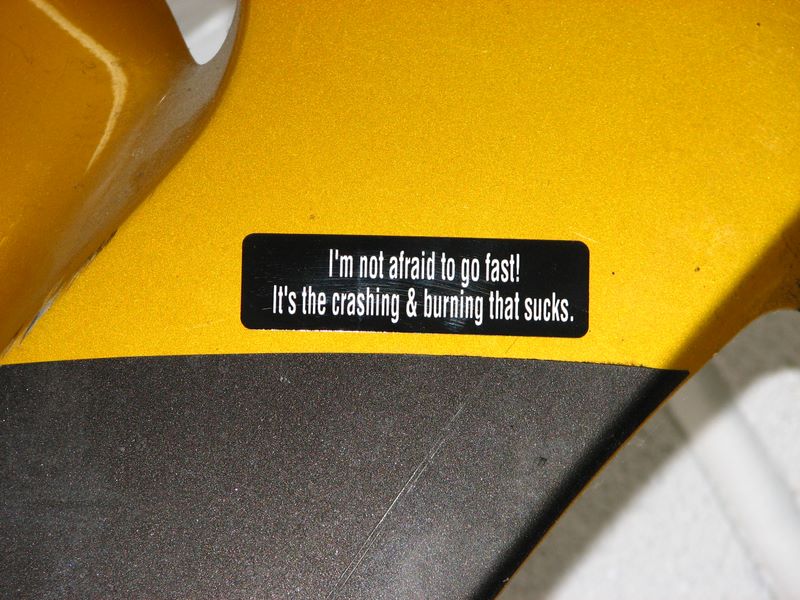 I'm not afraid to go fast!
It's the crashing & burning that sucks.